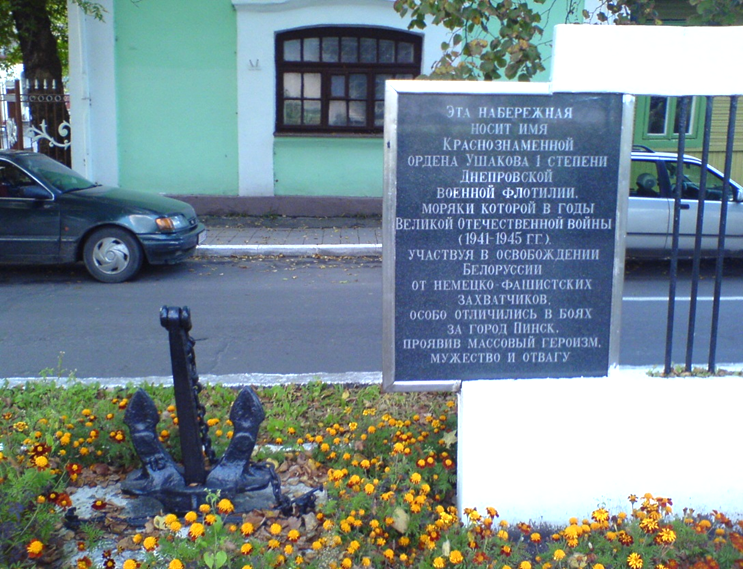 Эта набережная
носит имя
Краснознаменной
ордена Ушакова I степени
Днепровской
военной флотилии,
моряки которой в годы
Великой Отечественной войны
(1941-1945 гг.),
участвуя в освобождении
Белоруссии
от немецко-фашистских
захватчиков,
особо отличились в боях
за город Пинск,
проявив массовый героизм,
мужество и отвагу